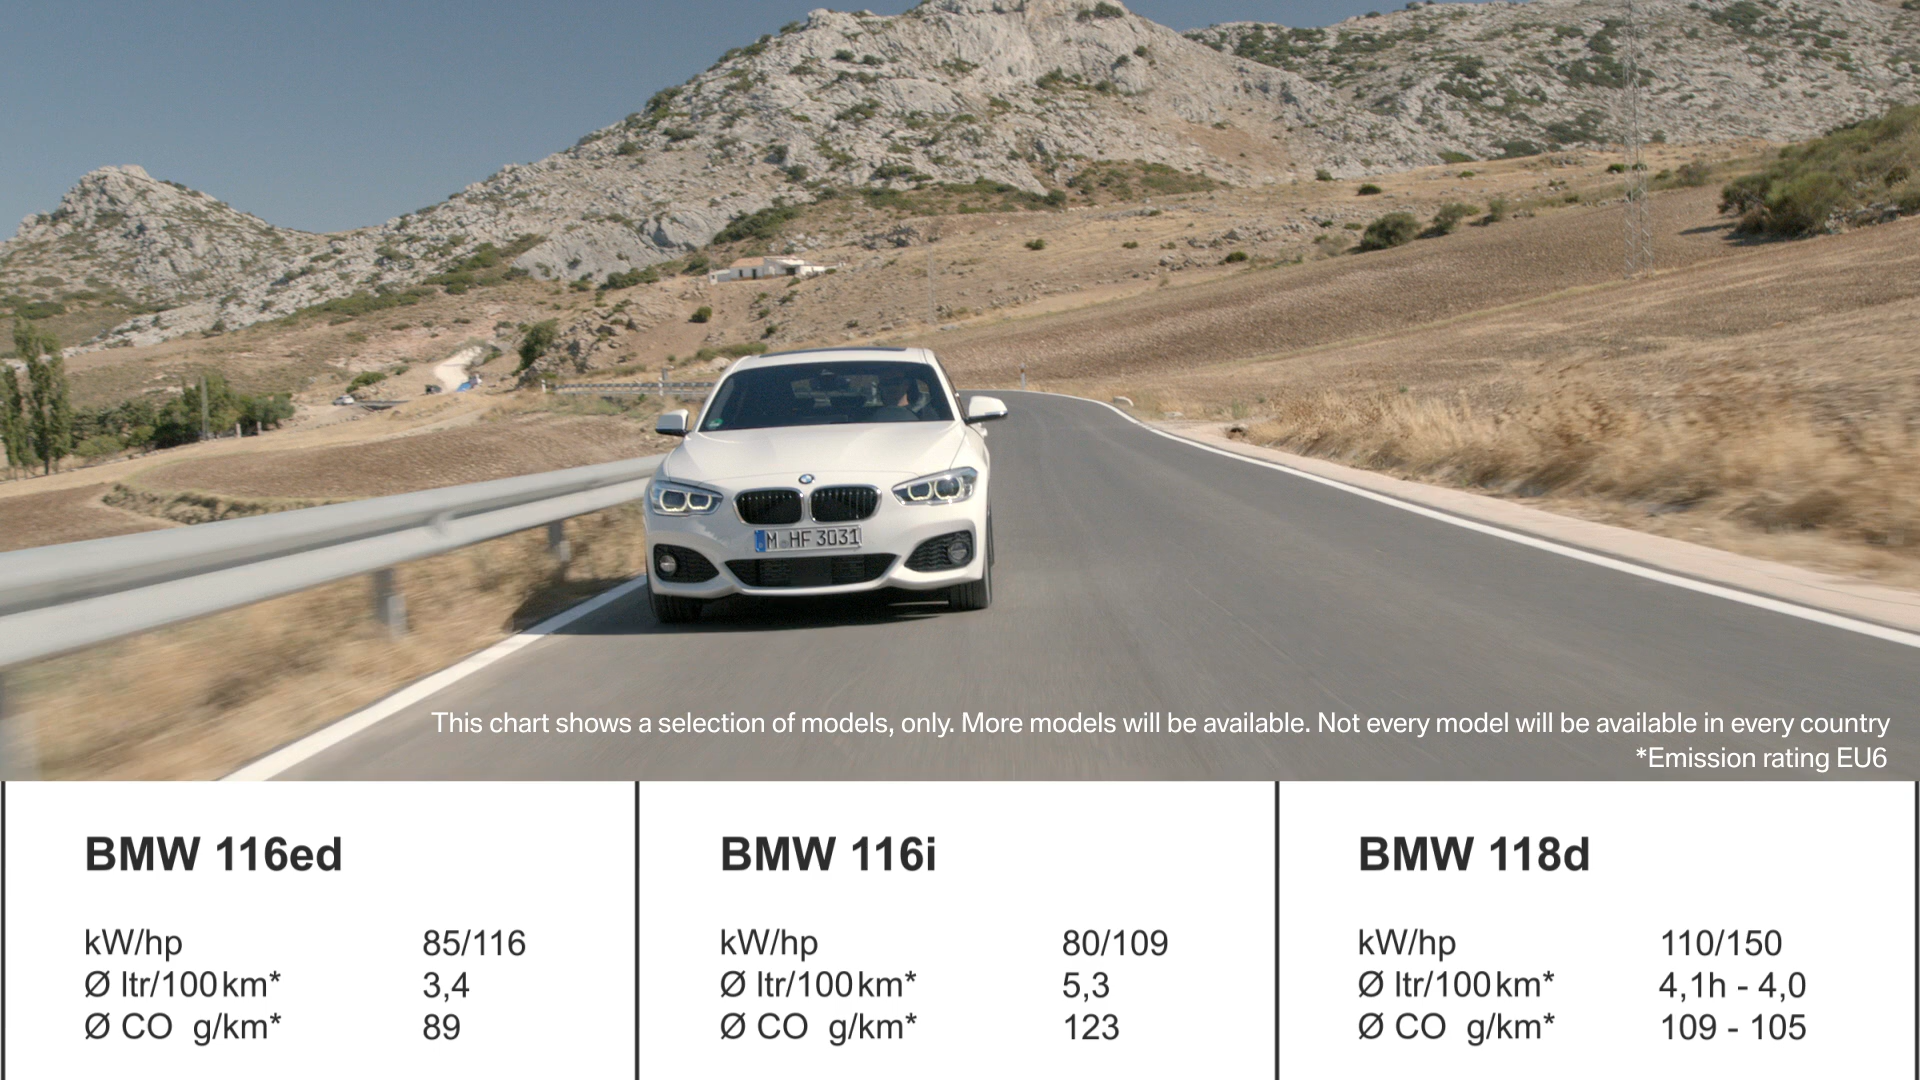 M HF 3031
This chart shows a selection of models, only. More models will be available. Not every model will be available in every country
*Emission rating EU6
BMW 116ed
kW/hp 85/116
Ø ltr/100 km* 3,4
Ø CO g/km* 89
BMW 116i
kW/hp 80/109
Ø ltr/100 km* 5,3
Ø CO g/km* 123
BMW 118d
kW/hp 110/150
Ø ltr/100 km* 4,1h - 4,0
Ø CO g/km* 109 - 105